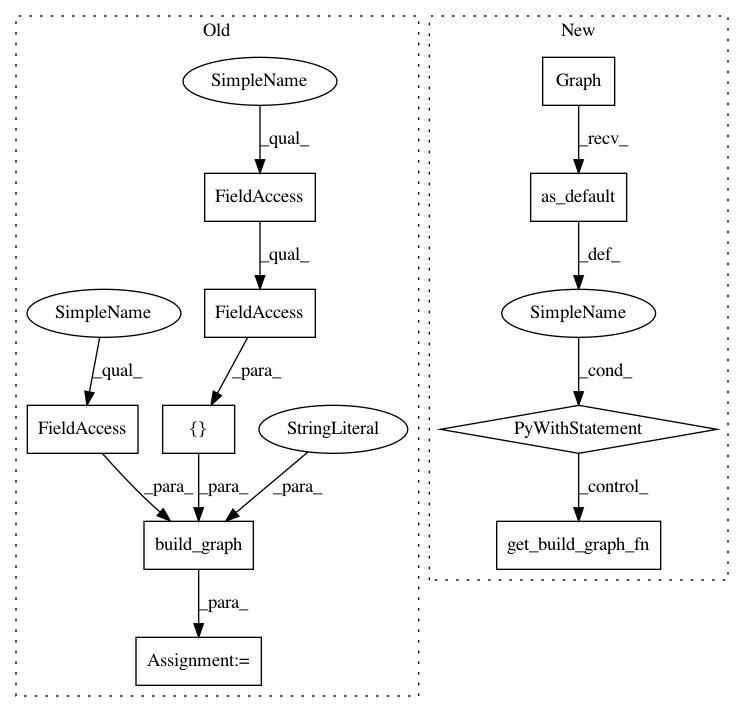 Old
New
SimpleName
Graph
_qual_
_recv_
FieldAccess
as_default
_qual_
_def_
SimpleName
FieldAccess
SimpleName
_qual_
_para_
_cond_
FieldAccess
{}
StringLiteral
PyWithStatement
_para_
_para_
_para_
_control_
build_graph
get_build_graph_fn
_para_
Assignment:=